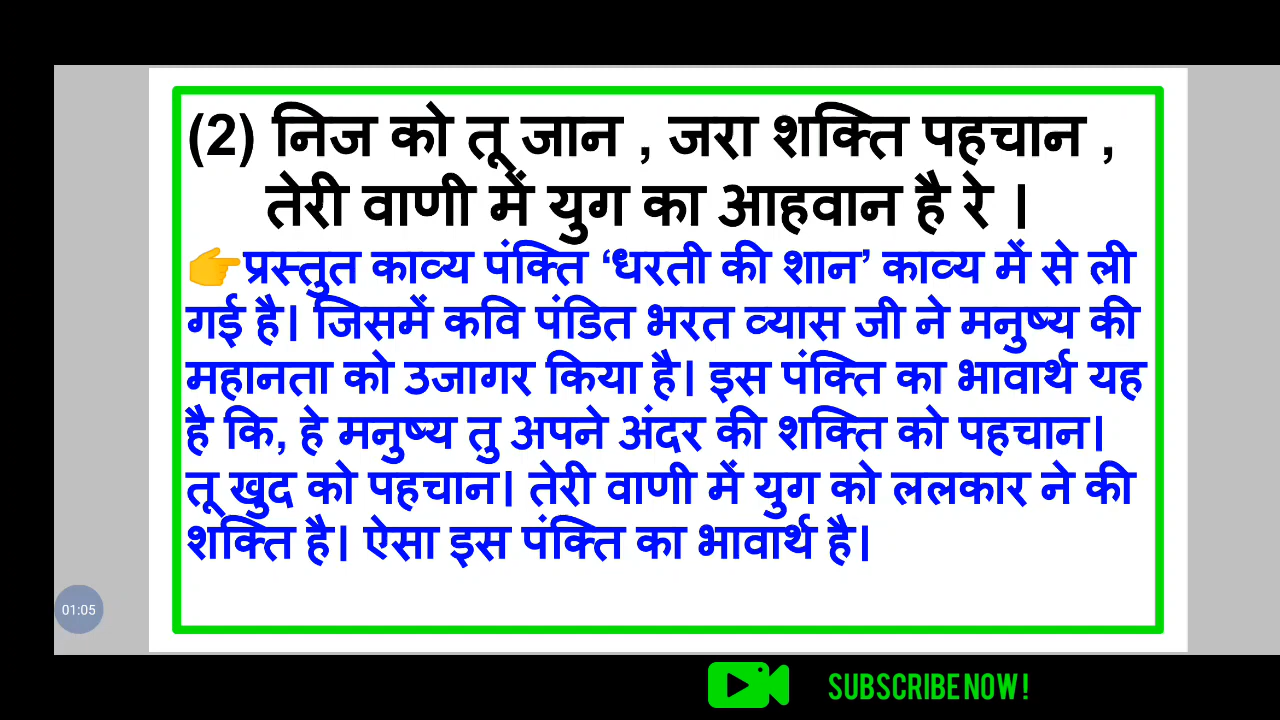 (2) निज को तू जान , जरा शक्ति पहचान ,
तेरी वाणी में युग का आहवान है रे ।
👉प्रस्तुत काव्य पंक्ति ‘धरती की शान’ काव्य में से ली
गई है। जिसमें कवि पंडित भरत व्यास जी ने मनुष्य की
महानता को उजागर किया है। इस पंक्ति का भावार्थ यह
है कि, हे मनुष्य तु अपने अंदर की शक्ति को पहचान।
तू खुद को पहचान। तेरी वाणी में युग को ललकार ने की
शक्ति है। ऐसा इस पंक्ति का भावार्थ है।
01:05
SUBSCRIBE NOW !